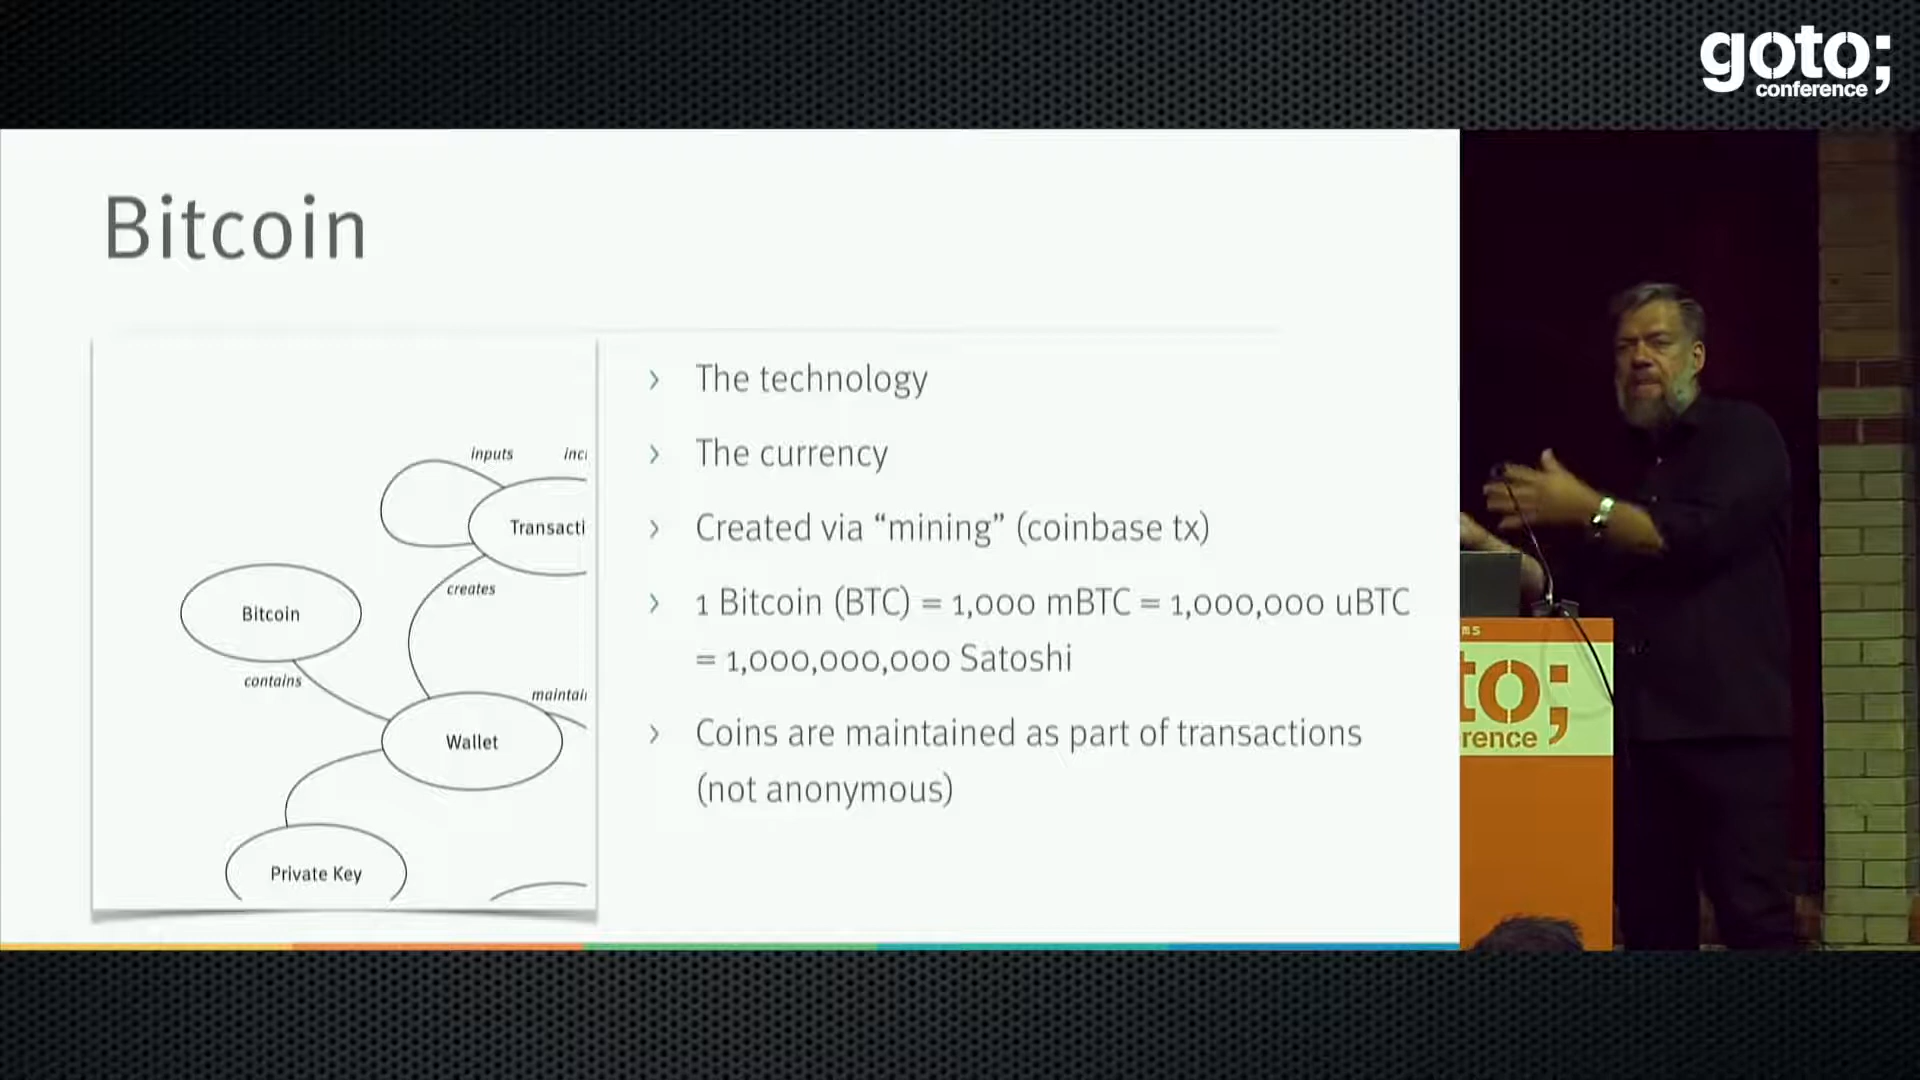 goto;
conference
Bitcoin
The technology
The currency
Created via “mining” (coinbase tx)
1 Bitcoin (BTC) = 1,000 mBTC = 1,000,000 uBTC
= 1,000,000,000 Satoshi
Coins are maintained as part of transactions
(not anonymous)
inputs
inc
Transacti
creates
Bitcoin
contains
maintai
Wallet
Private Key
ms
to;
rence